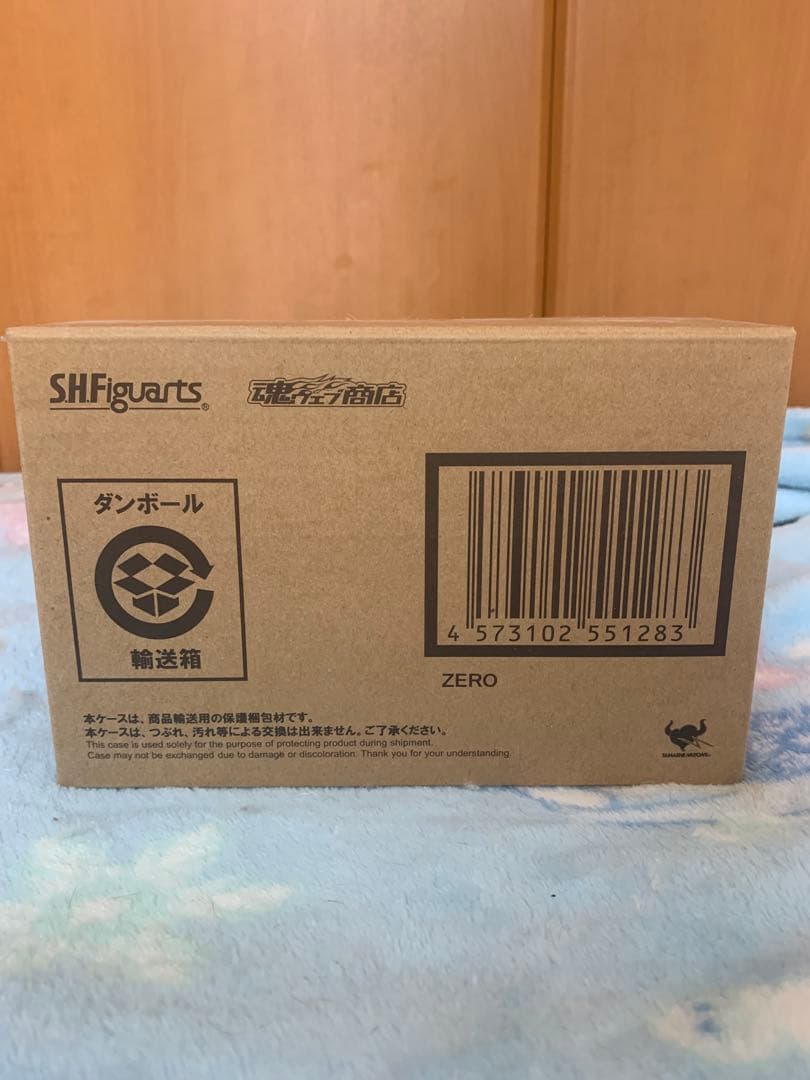 S.H.Figuarts®
魂ウェブ商店
ダンボール
輸送箱
4 573102 551283
ZERO
本ケースは、商品輸送用の保護梱包材です。
本ケースは、つぶれ、汚れ等による交換は出来ません。ご了承ください。
This case is used solely for the purpose of protecting product during shipment.
Case may not be exchanged due to damage or discoloration. Thank you for your understanding.
TAMASHII NATIONS